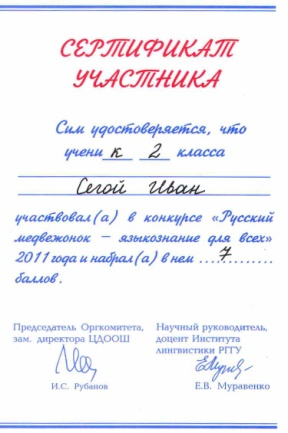 СЕРТИФИКАТ
УЧАСТНИКА
Сим удостоверяется, что
учени к 2 класса
Сегой Иван
участвовал(а) в конкурсе «Русский
медвежонок – языкознание для всех»
2011 года и набрал(а) в нем 7
баллов.
Председатель Оргкомитета,
зам. директора ЦДООШ
И.С. Рубанов
Научный руководитель,
доцент Института
лингвистики РГГУ
Е.В. Муравенко